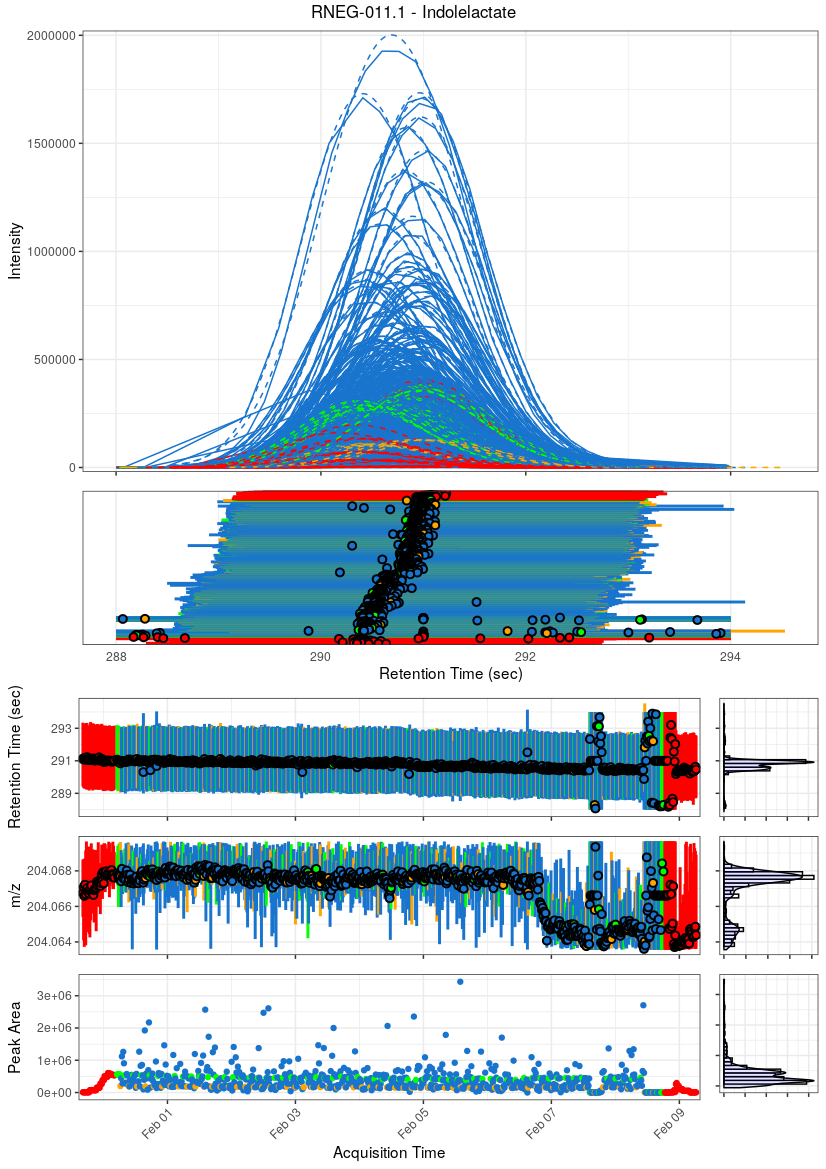 RNEG-011.1 - Indolelactate
Intensity
2000000
1500000
1000000
500000
0
288
290
292
294
Retention Time (sec)
Retention Time (sec)
293
291
289
m/z
204.068
204.066
204.064
Peak Area
3e+06
2e+06
1e+06
0e+00
Feb 01
Feb 03
Feb 05
Feb 07
Feb 09
Acquisition Time